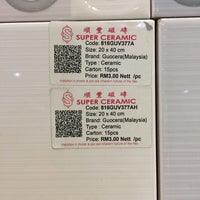 順豐磁磚
SUPER CERAMIC
Code: 816GUV377A
Size: 20 x 40 cm
Brand: Guocera(Malaysia)
Type : Ceramic
Carton: 15pcs
Price: RM3.00 Nett /pc
順豐磁磚
SUPER CERAMIC
Code: 816GUV377AH
Size: 20 x 40 cm
Brand: Guocera(Malaysia)
Type : Ceramic
Carton: 15pcs
Price: RM3.00 Nett /pc